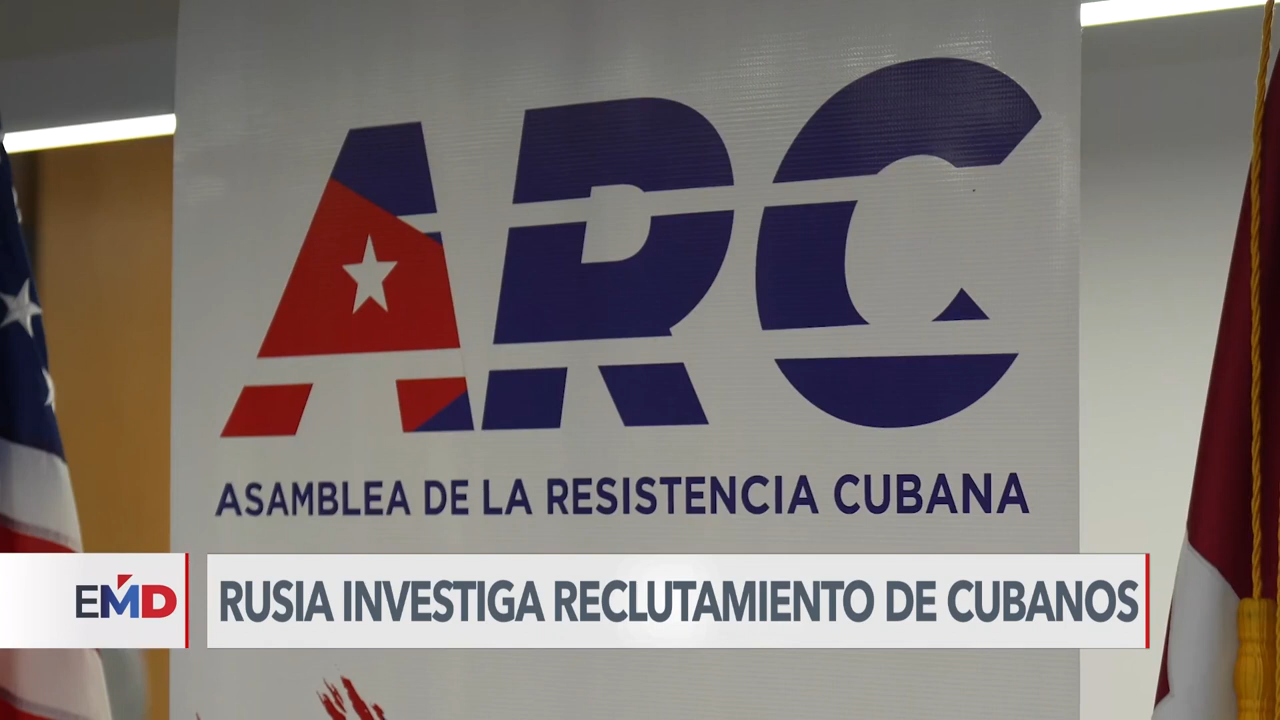 ARC
ASAMBLEA DE LA RESISTENCIA CUBANA
EMD
RUSIA INVESTIGA RECLUTAMIENTO DE CUBANOS